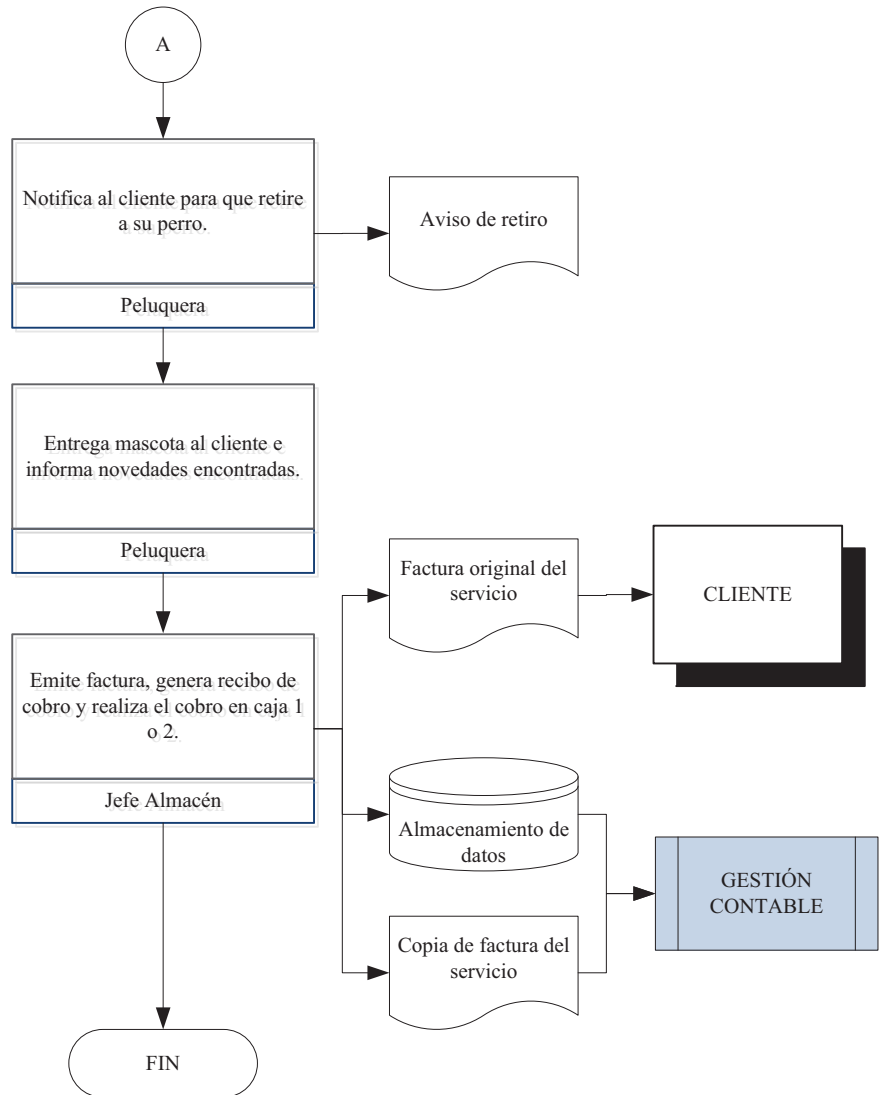 A
Notifica al cliente para que retire
a su perro.
Peluquera
Aviso de retiro
Entrega mascota al cliente e
informa novedades encontradas.
Peluquera
Emite factura, genera recibo de
cobro y realiza el cobro en caja 1
o 2.
Jefe Almacén
Factura original del
servicio
CLIENTE
Almacenamiento de
datos
Copia de factura del
servicio
GESTIÓN
CONTABLE
FIN